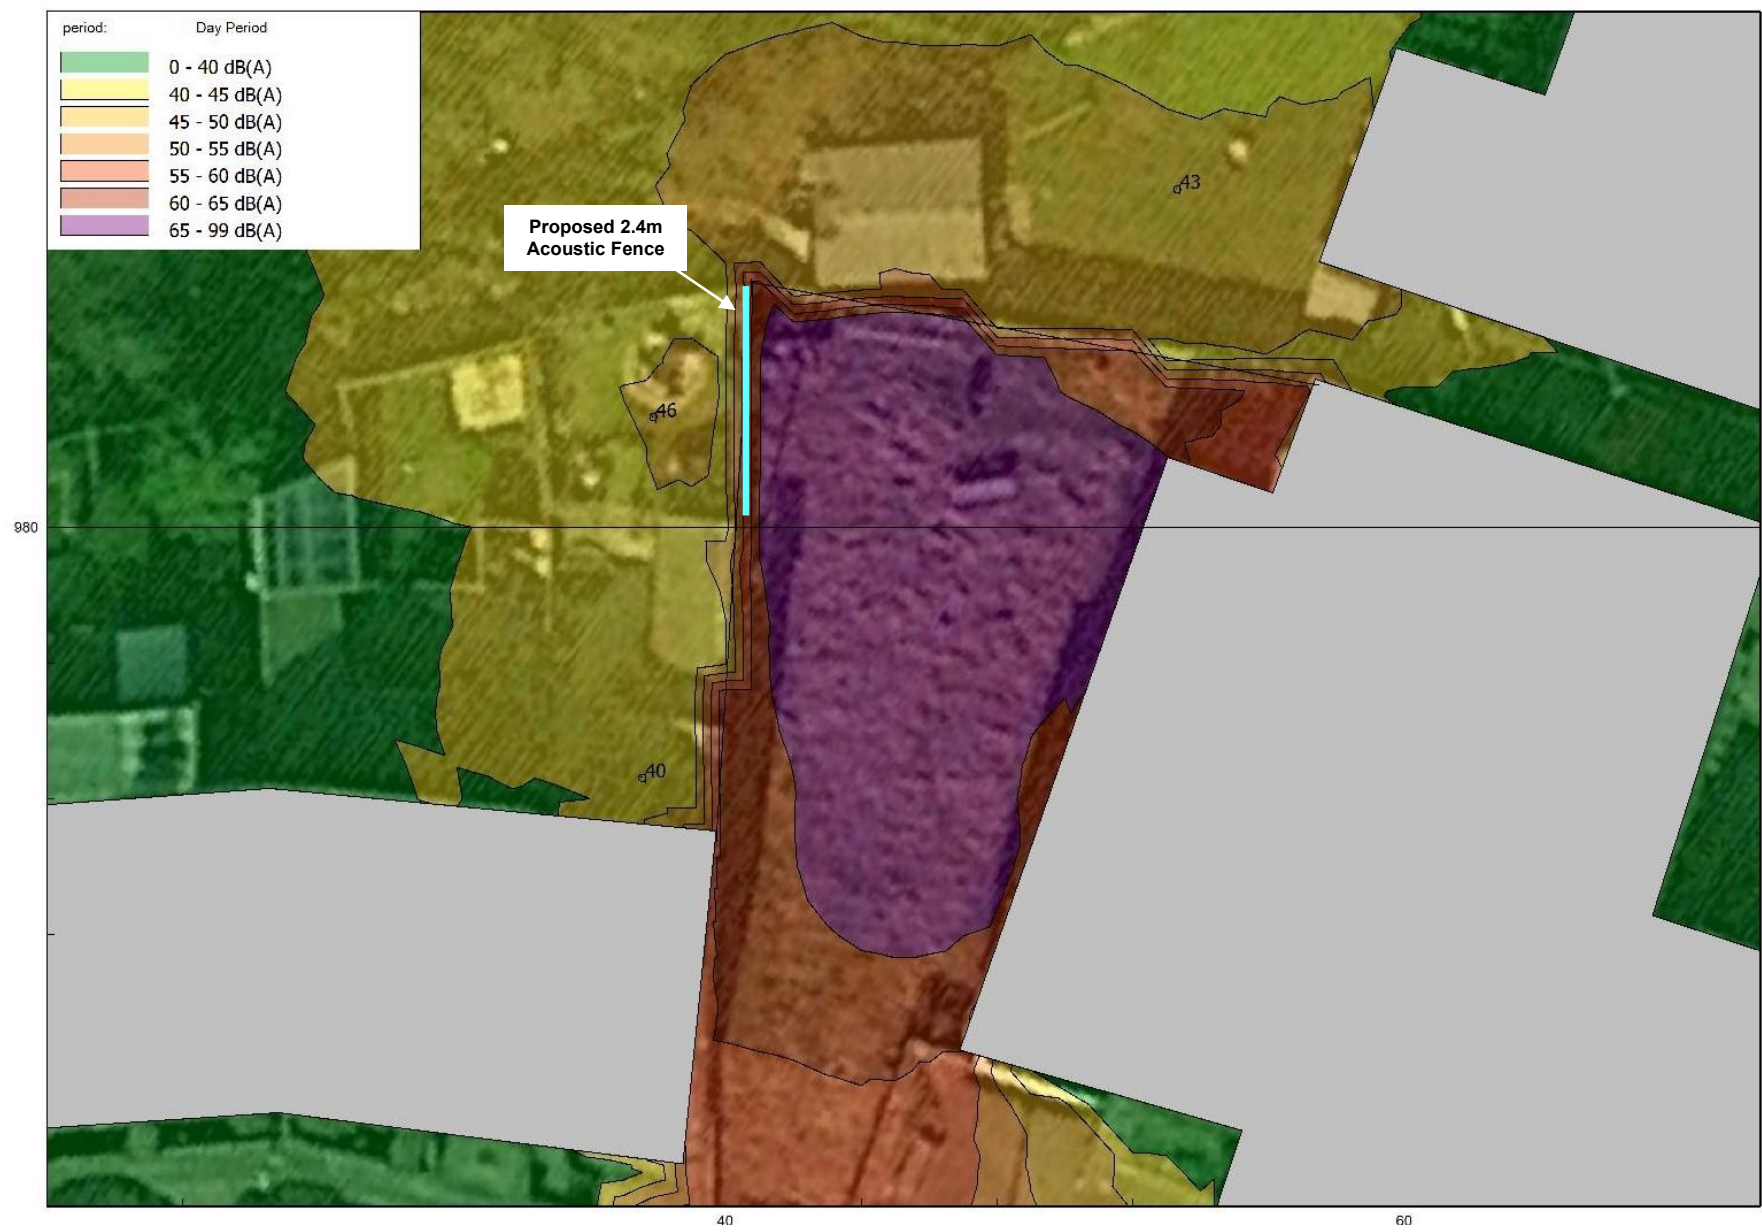 period: Day Period
0 - 40 dB(A)
40 - 45 dB(A)
45 - 50 dB(A)
50 - 55 dB(A)
55 - 60 dB(A)
60 - 65 dB(A)
65 - 99 dB(A)
43
Proposed 2.4m
Acoustic Fence
46
980
40
40
60